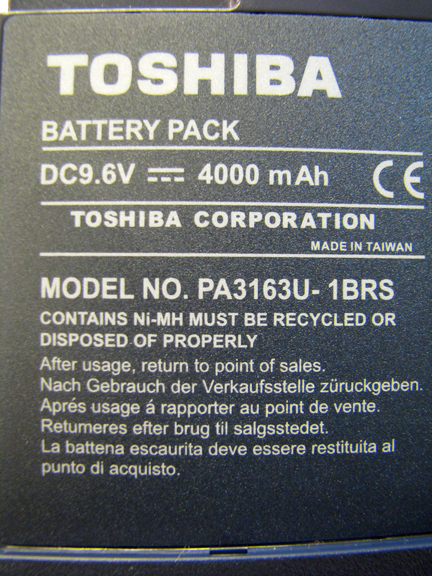 TOSHIBA
BATTERY PACK
DC9.6V ⎓ 4000 mAh CE
TOSHIBA CORPORATION
MADE IN TAIWAN
MODEL NO. PA3163U- 1BRS
CONTAINS Ni-MH MUST BE RECYCLED OR
DISPOSED OF PROPERLY
After usage, return to point of sales.
Nach Gebrauch der Verkaufsstelle züruckgeben.
Aprés usage á rapporter au point de vente.
Retumeres efter brug til salgsstedet.
La battena escaurita deve essere restituita al
punto di acquisto.